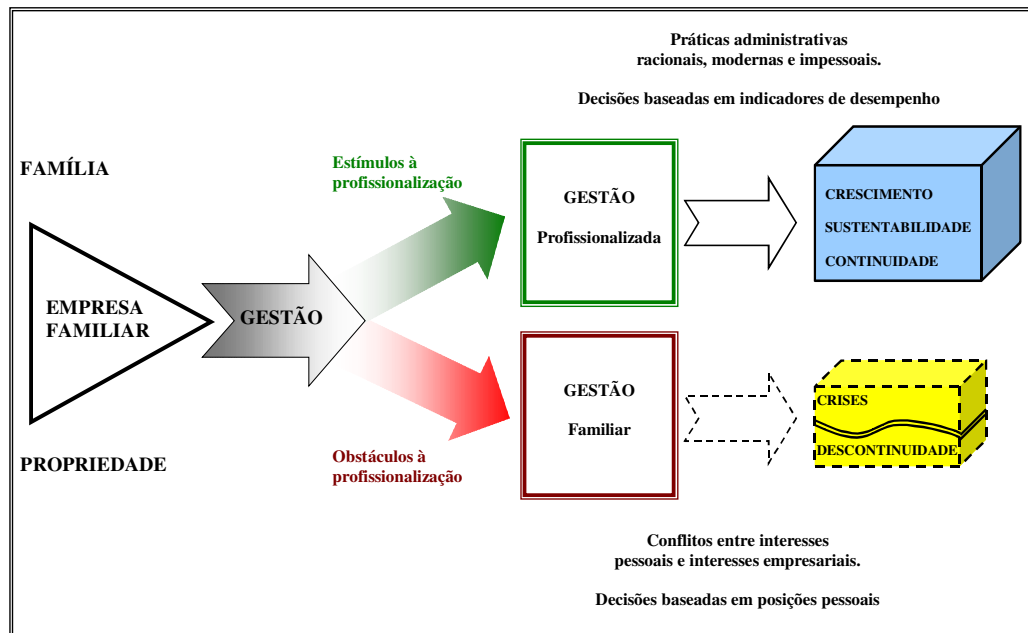 Práticas administrativas
racionais, modernas e impessoais.
Decisões baseadas em indicadores de desempenho
FAMÍLIA
EMPRESA
FAMILIAR
PROPRIEDADE
GESTÃO
Estímulos à
profissionalização
GESTÃO
Profissionalizada
CRESCIMENTO
SUSTENTABILIDADE
CONTINUIDADE
Obstáculos à
profissionalização
GESTÃO
Familiar
CRISES
DESCONTINUIDADE
Conflitos entre interesses
pessoais e interesses empresariais.
Decisões baseadas em posições pessoais